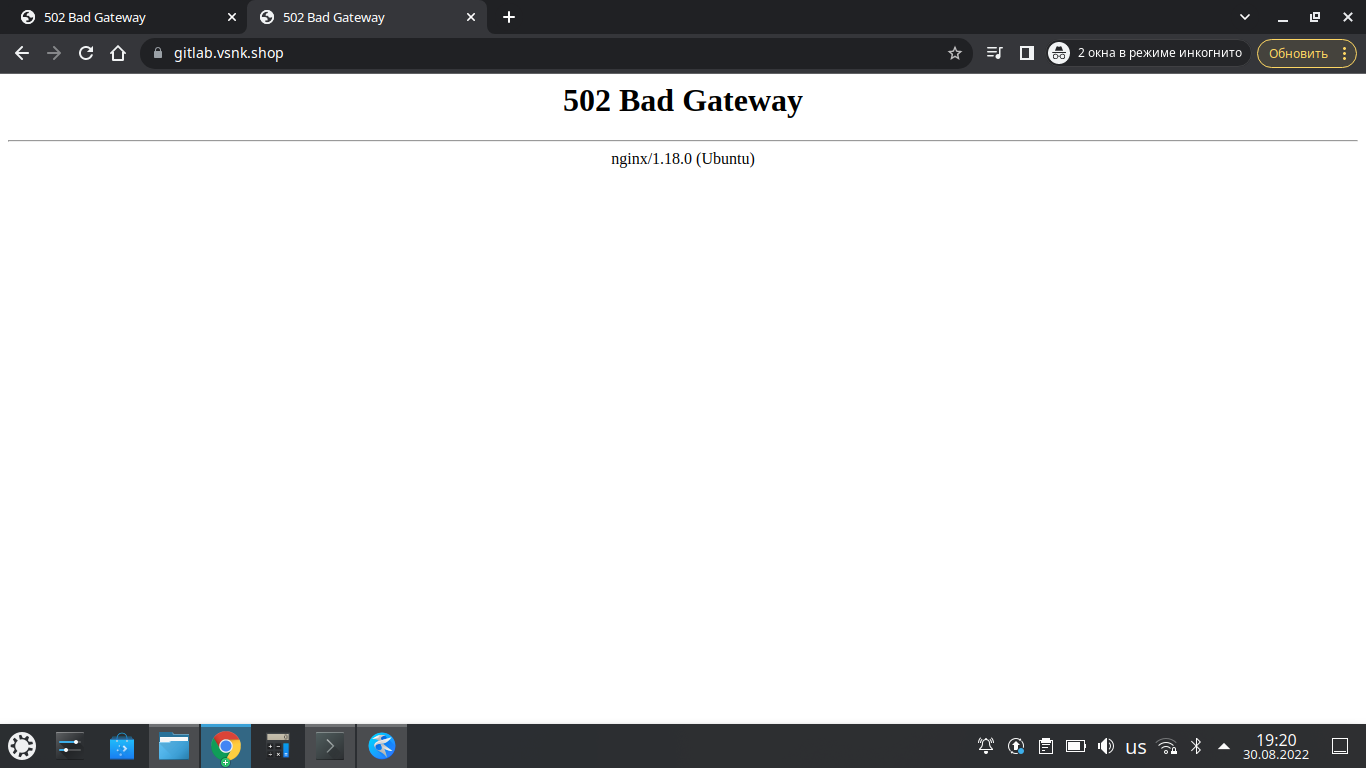 502 Bad Gateway
502 Bad Gateway
gitlab.vsnk.shop
2 окна в режиме инкогнито
Обновить
502 Bad Gateway
nginx/1.18.0 (Ubuntu)
us
19:20
30.08.2022